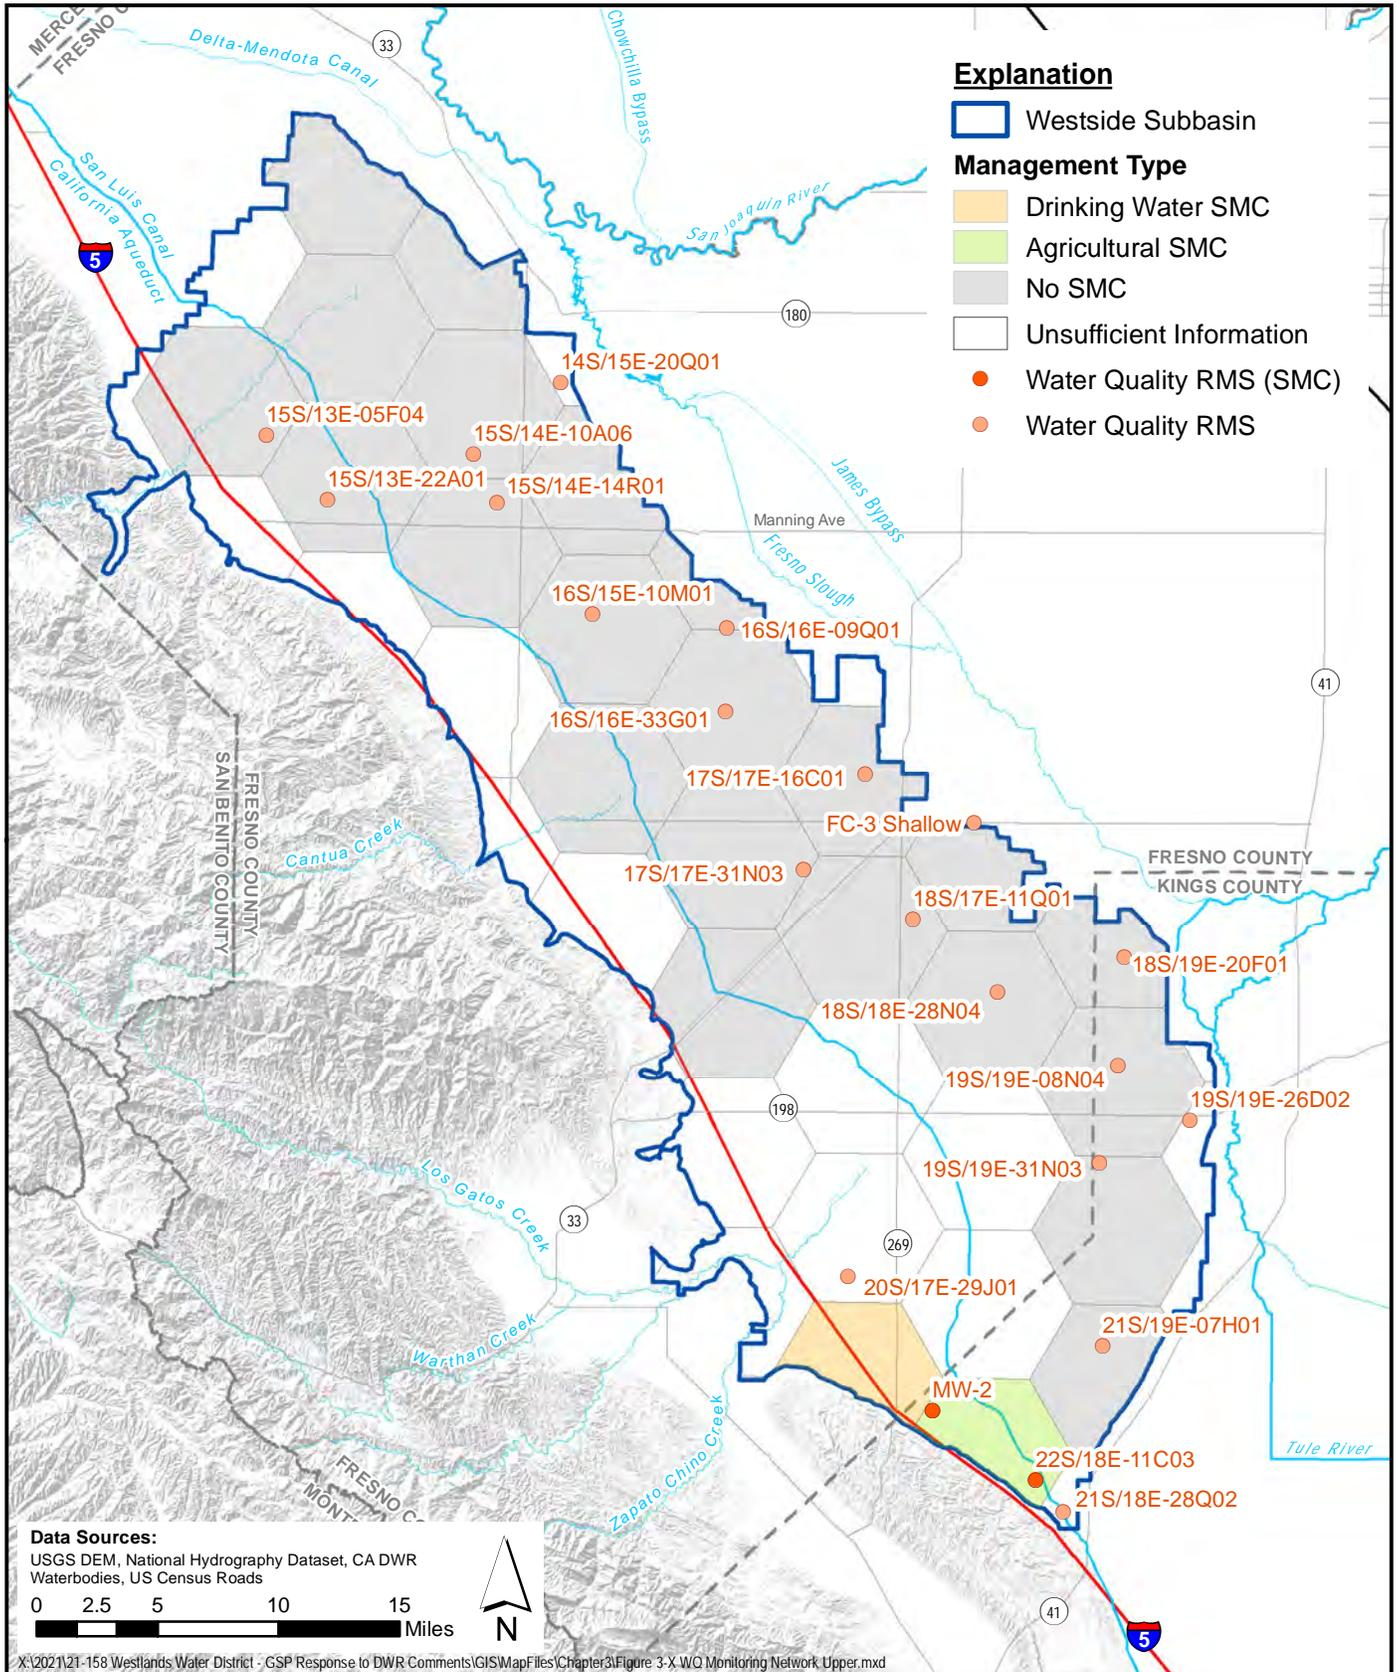 MERCE
FRESNO C
Delta-Mendota Canal
33
Chowchilla Bypass
San Luis Canal
California Aqueduct
San Joaquin River
5
180
Explanation
Westside Subbasin
Management Type
Drinking Water SMC
Agricultural SMC
No SMC
Unsufficient Information
Water Quality RMS (SMC)
Water Quality RMS
14S/15E-20Q01
15S/13E-05F04
15S/14E-10A06
15S/13E-22A01
15S/14E-14R01
James Bypass
Manning Ave
Fresno Slough
16S/15E-10M01
16S/16E-09Q01
41
16S/16E-33G01
17S/17E-16C01
FRESNO COUNTY
SAN BENITO COUNTY
FC-3 Shallow
Cantua Creek
17S/17E-31N03
FRESNO COUNTY
KINGS COUNTY
18S/17E-11Q01
18S/19E-20F01
18S/18E-28N04
19S/19E-08N04
19S/19E-26D02
198
Los Gatos Creek
19S/19E-31N03
33
269
20S/17E-29J01
Warthan Creek
21S/19E-07H01
MW-2
Zapato Chino Creek
Tule River
22S/18E-11C03
21S/18E-28Q02
FRESNO CO
MONT
41
5
Data Sources:
USGS DEM, National Hydrography Dataset, CA DWR
Waterbodies, US Census Roads
0 2.5 5 10 15
Miles
N
X:\2021\21-158 Westlands Water District - GSP Response to DWR Comments\GIS\MapFiles\Chapter3\Figure 3-X WQ Monitoring Network Upper.mxd